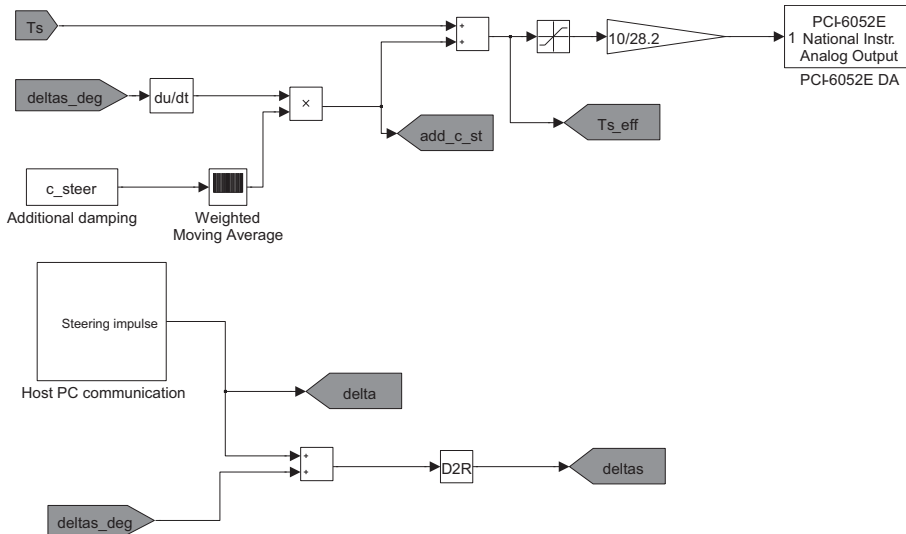 Ts
+
+
10/28.2
PCI-6052E
1 National Instr.
Analog Output
PCI-6052E DA
deltas_deg
du/dt
×
add_c_st
Ts_eff
c_steer
Additional damping
Weighted
Moving Average
Steering impulse
Host PC communication
delta
+
+
D2R
deltas
deltas_deg